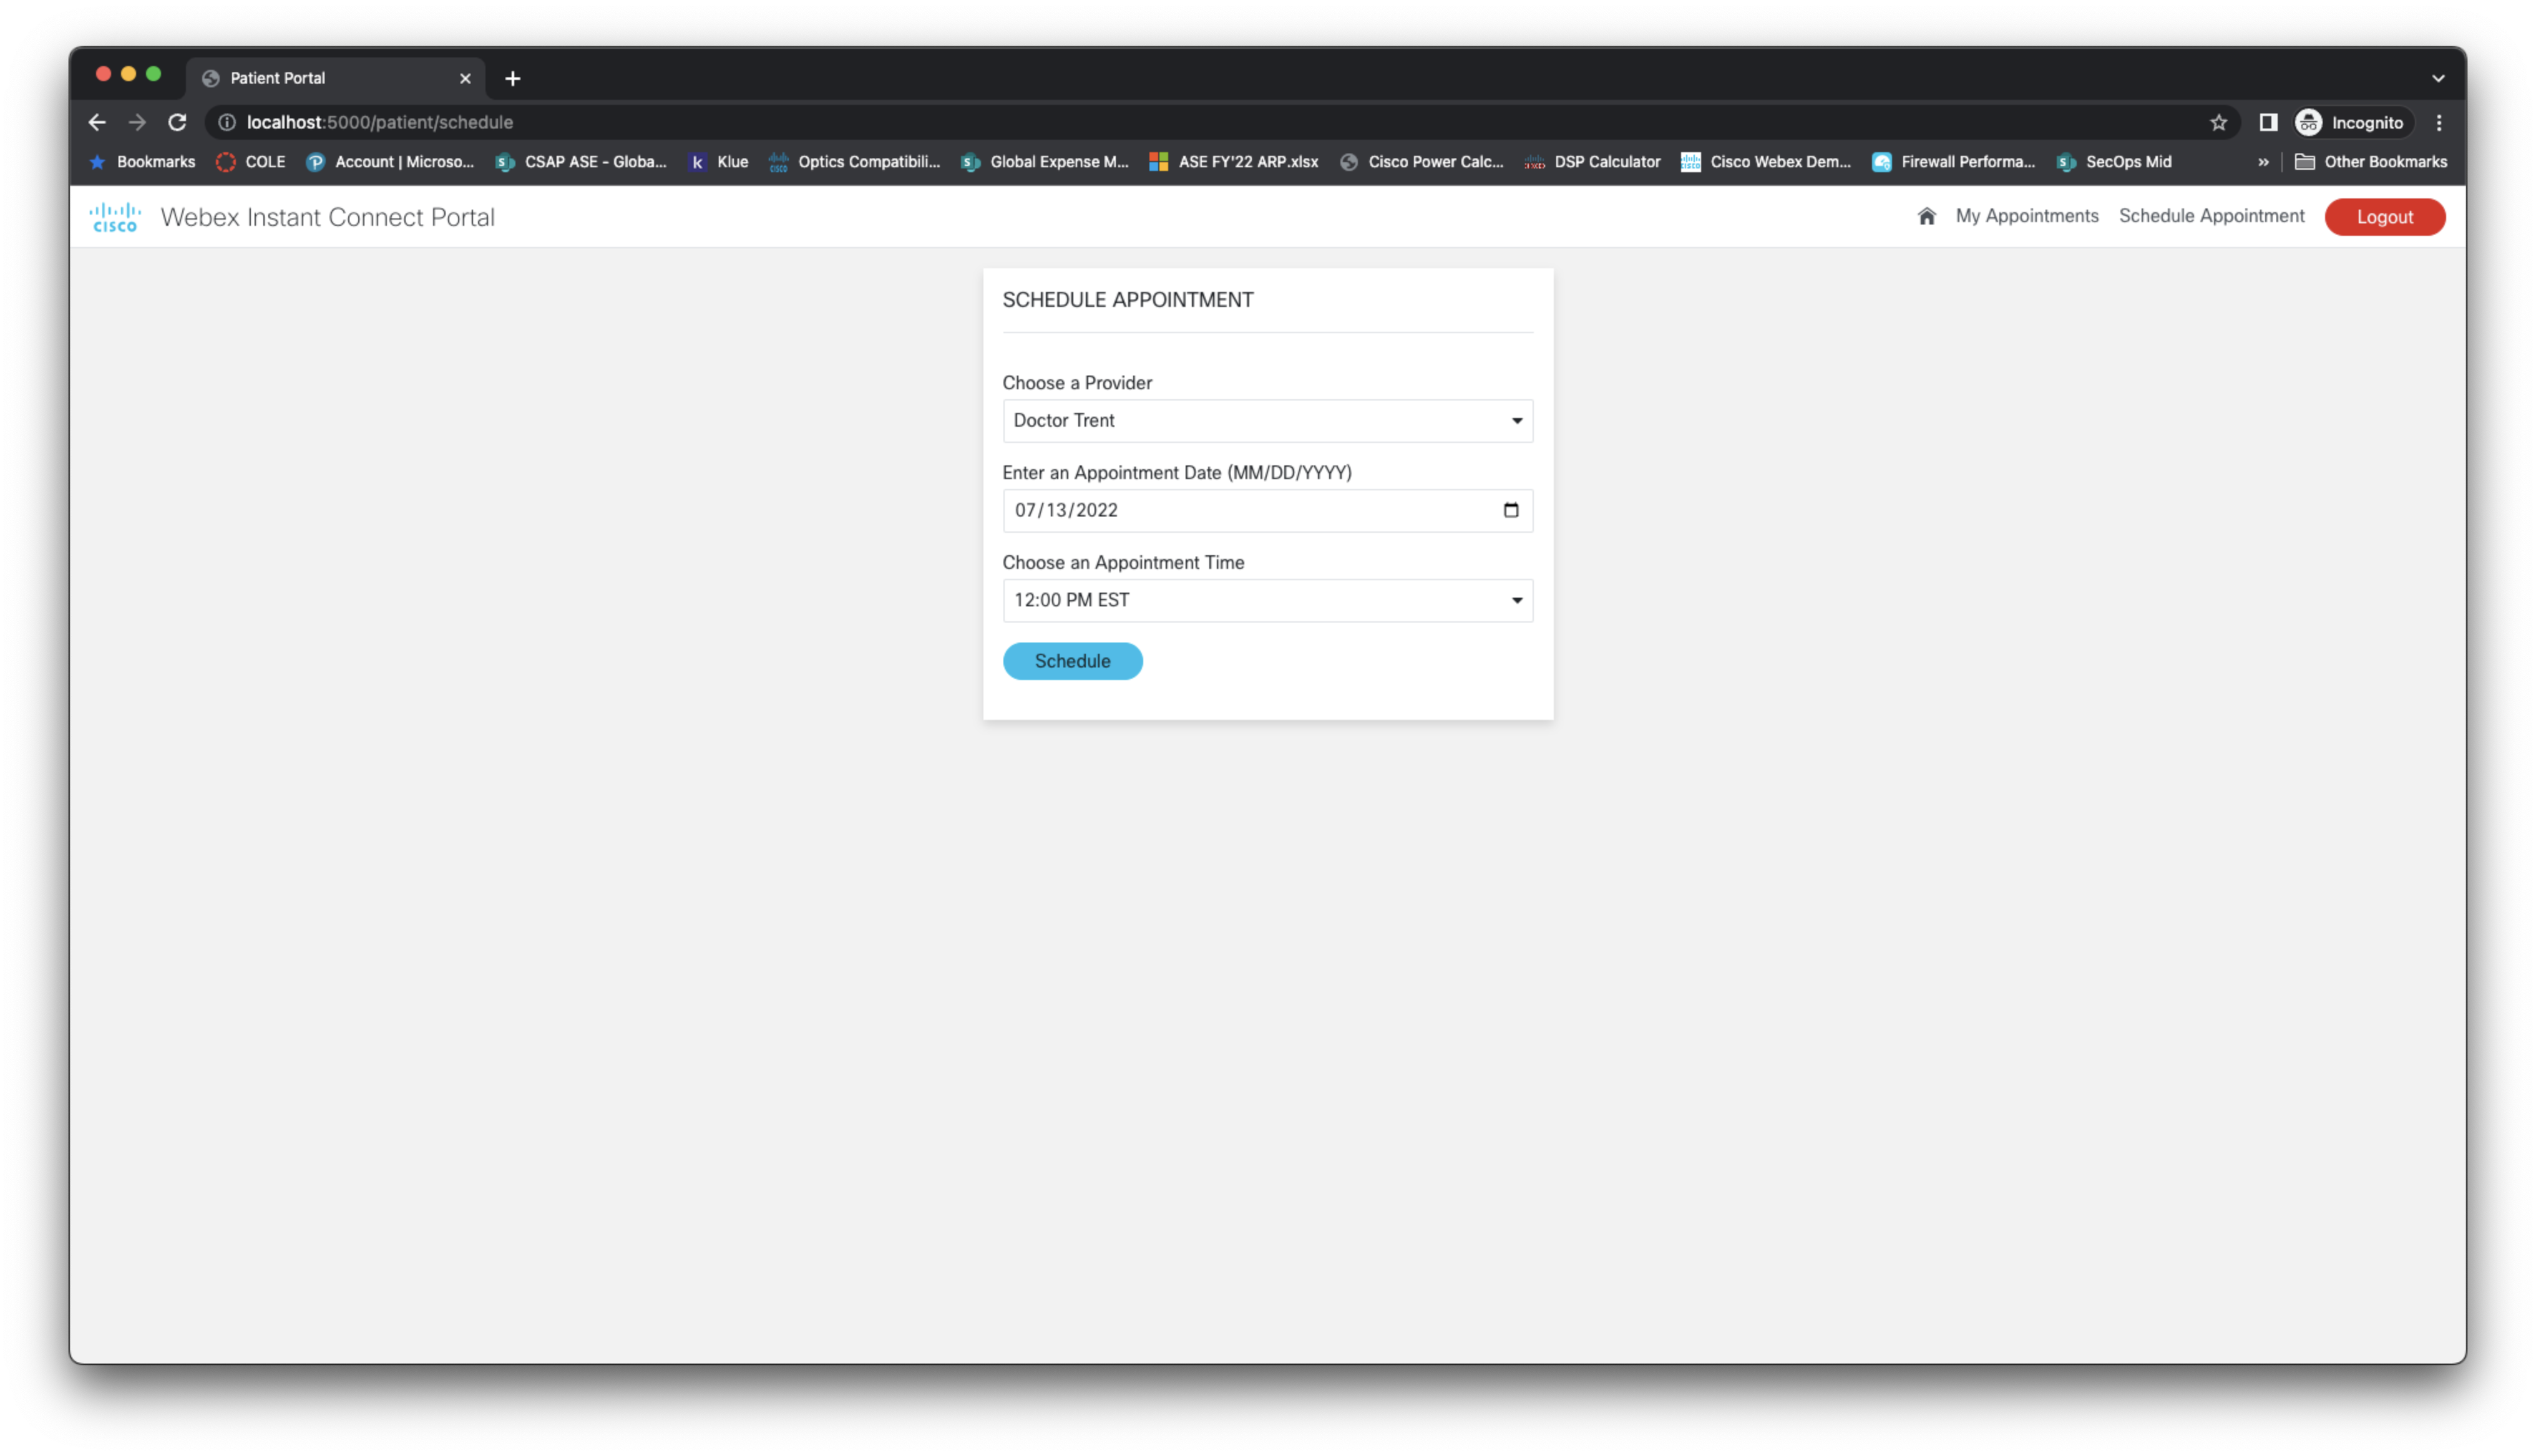 Patient Portal
localhost:5000/patient/schedule
Incognito
Bookmarks COLE Account | Microso... CSAP ASE - Globa... k Klue Optics Compatibili... Global Expense M... ASE FY'22 ARP.xlsx Cisco Power Calc... DSP Calculator Cisco Webex Dem... Firewall Performa... SecOps Mid » Other Bookmarks
CISCO Webex Instant Connect Portal My Appointments Schedule Appointment Logout
SCHEDULE APPOINTMENT
Choose a Provider
Doctor Trent
Enter an Appointment Date (MM/DD/YYYY)
07/13/2022
Choose an Appointment Time
12:00 PM EST
Schedule